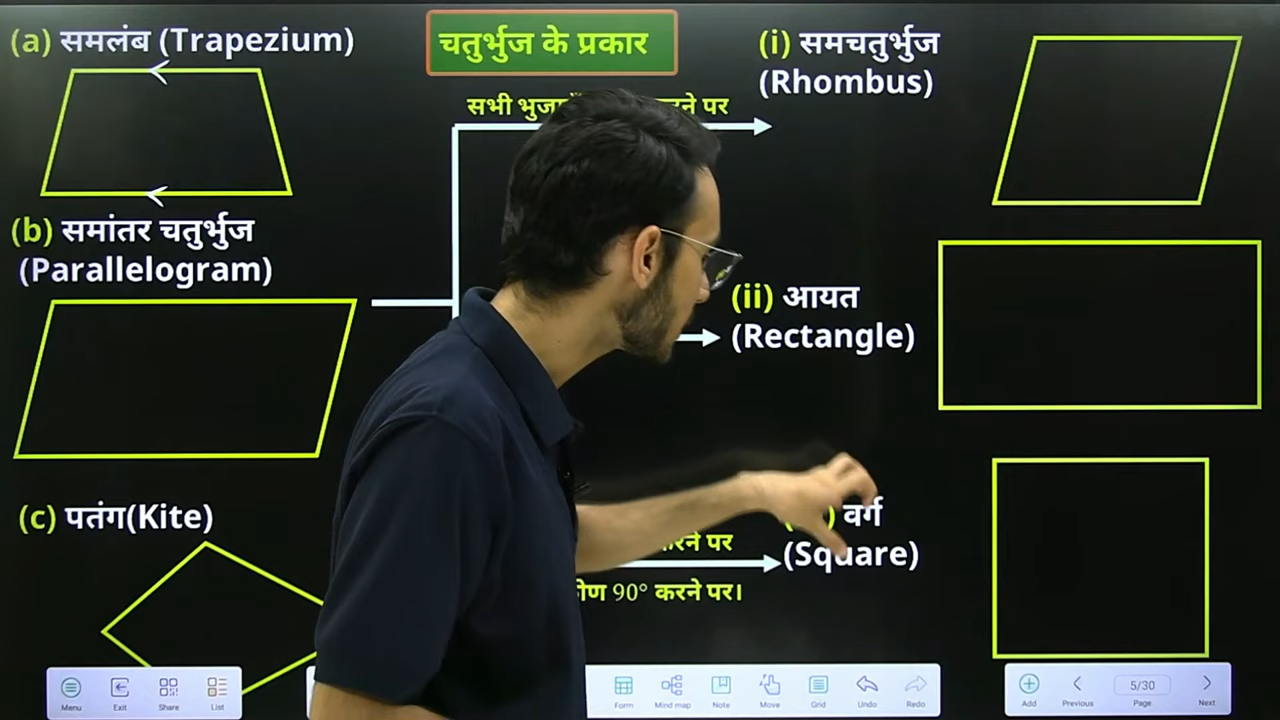 (a) समलंब (Trapezium)
चतुर्भुज के प्रकार
(i) समचतुर्भुज
(Rhombus)
सभी करने पर
(b) समांतर चतुर्भुज
(Parallelogram)
(ii) आयत
(Rectangle)
(c) पतंग(Kite)
वर्ग
(Square)
करने पर
90° करने पर।
Menu
Exit
Share
List
Form
Mind map
Note
Move
Grid
Undo
Redo
Add
Previous
5/30
Page
Next